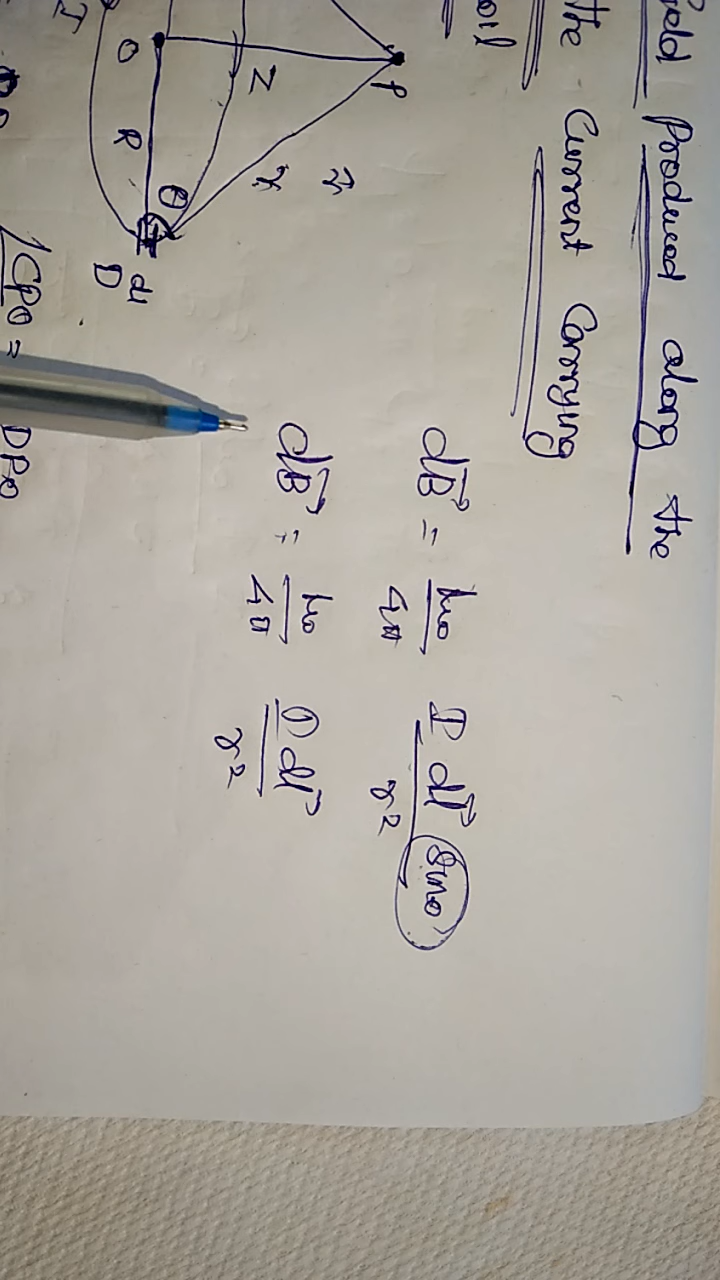 Field Produced along the
the Current Carrying
oil
P
Z
r
O
R
θ
dl
D
I
dB⃗ = μ₀/4π I dl⃗ sinθ/r²
dB⃗ = μ₀/4π I dl⃗/r²
∠CPO = DPO